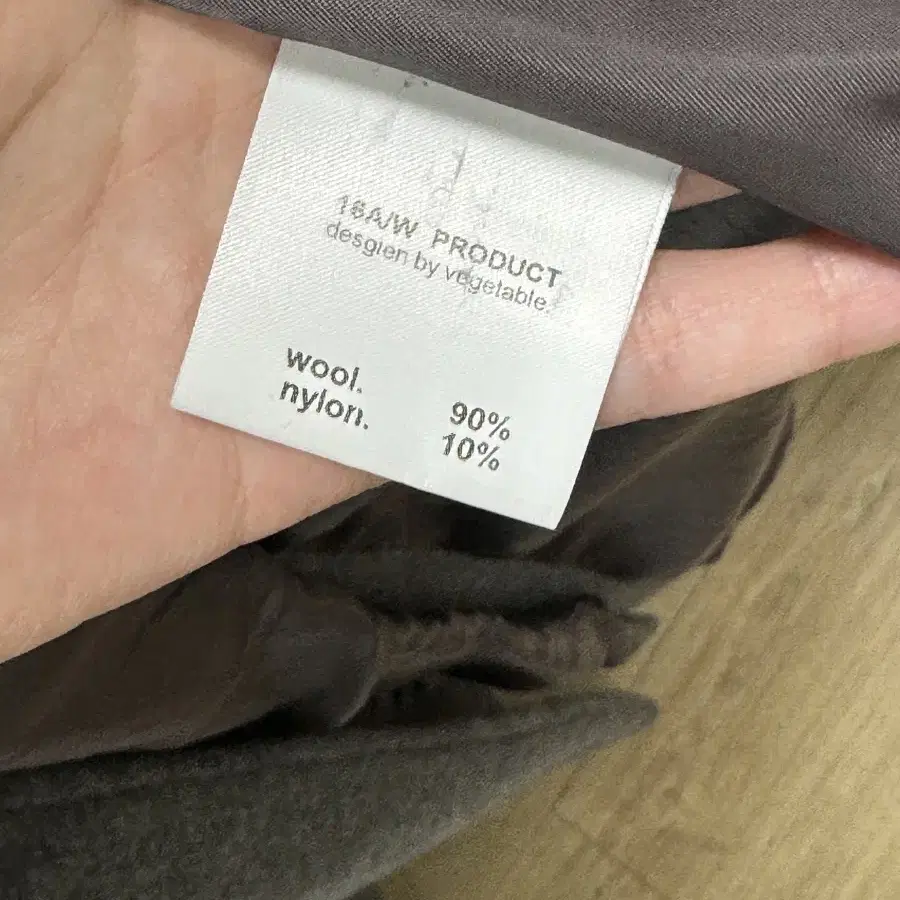 16A/W PRODUCT
desgien by vegetable.
wool. 90%
nylon. 10%